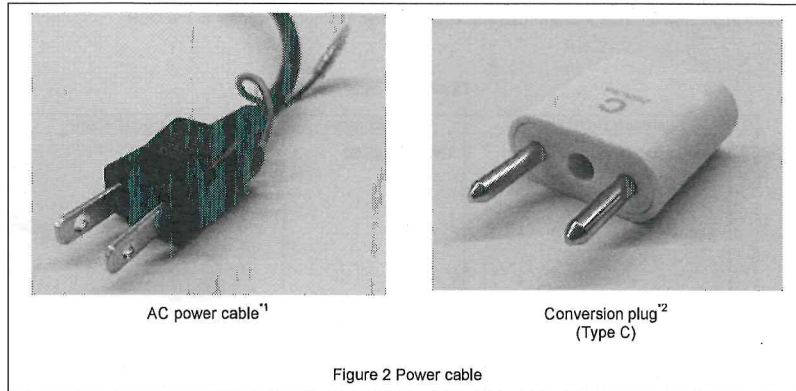 C
AC power cable*1
Conversion plug*2
(Type C)
Figure 2 Power cable